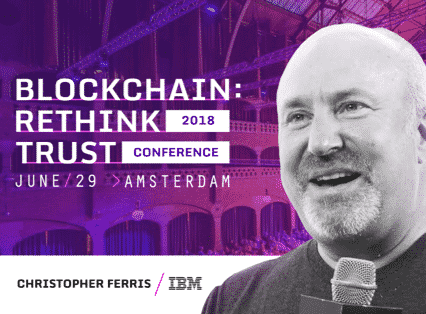 BLOCKCHAIN:
RETHINK 2018
TRUST CONFERENCE
JUNE/29 >AMSTERDAM
CHRISTOPHER FERRIS / IBM